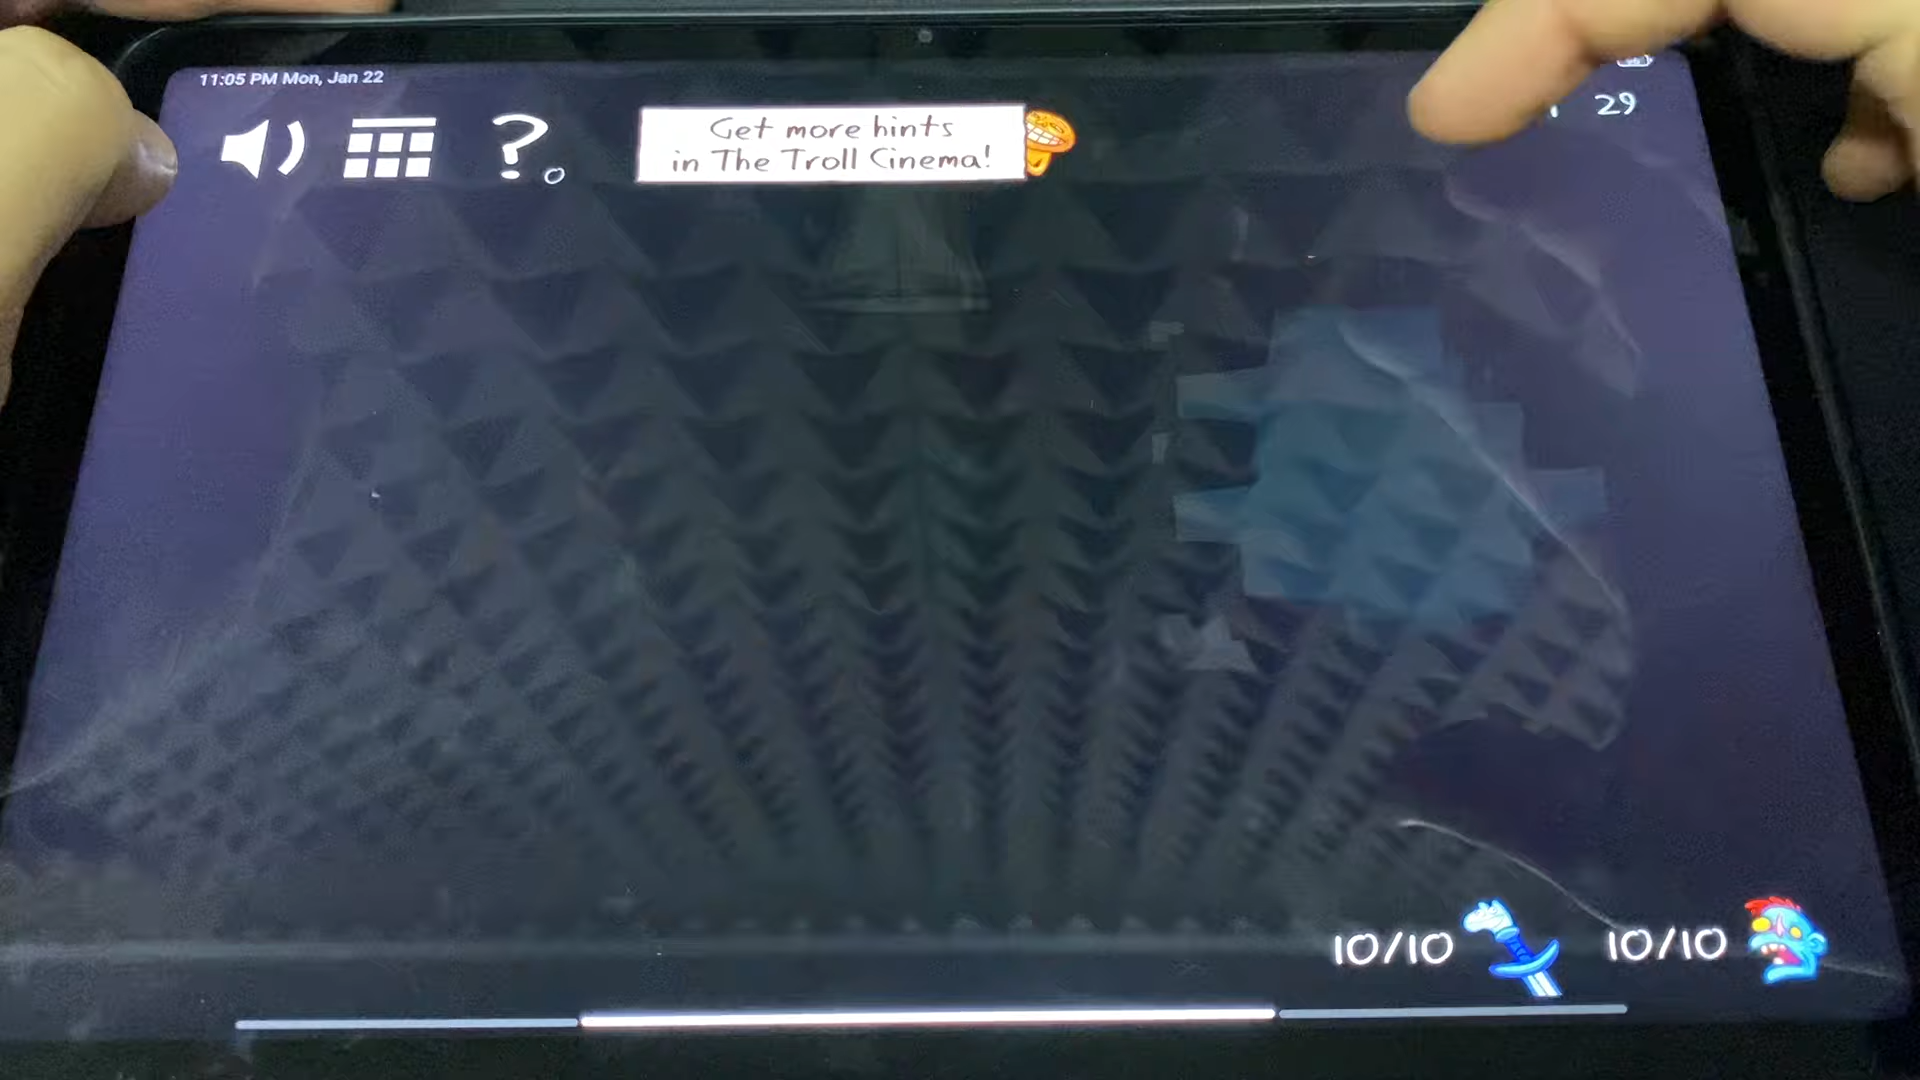 11:05 PM Mon, Jan 22
29
?
Get more hints
in The Troll Cinema!
10/10
10/10